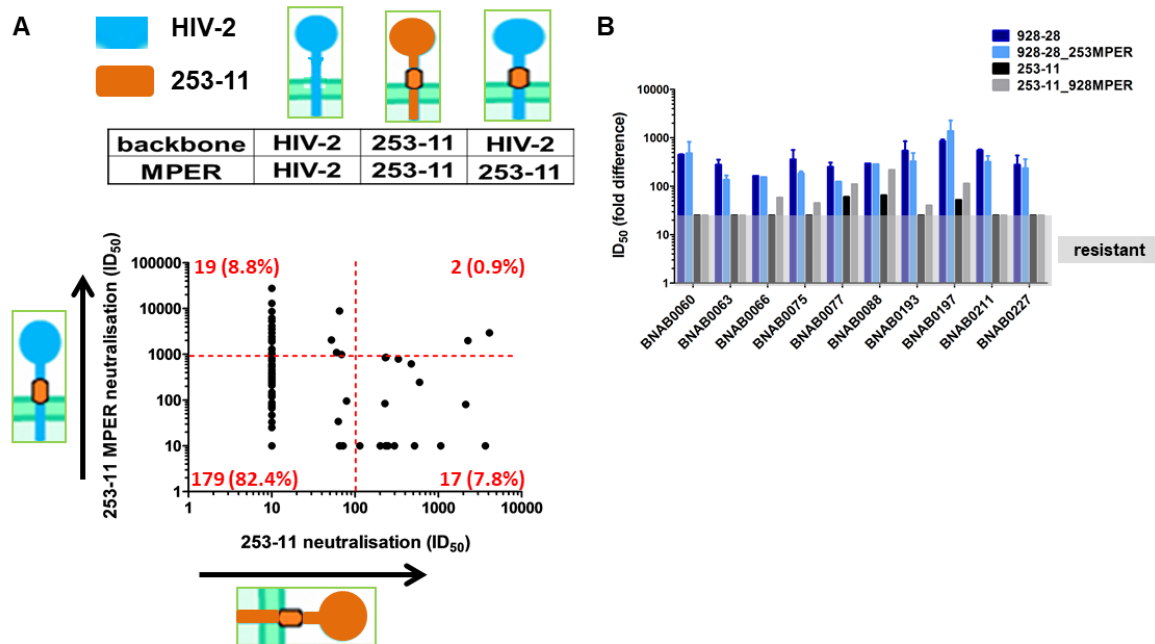 A
HIV-2
253-11
backbone HIV-2 253-11 HIV-2
MPER HIV-2 253-11 253-11
253-11 MPER neutralisation (ID50)
100000
10000
1000
100
10
1
19 (8.8%)
2 (0.9%)
179 (82.4%)
17 (7.8%)
1 10 100 1000 10000
253-11 neutralisation (ID50)
B
928-28
928-28_253MPER
253-11
253-11_928MPER
ID50 (fold difference)
10000
1000
100
10
1
resistant
BNAB0060
BNAB0063
BNAB0066
BNAB0075
BNAB0077
BNAB0088
BNAB0193
BNAB0197
BNAB0211
BNAB0227